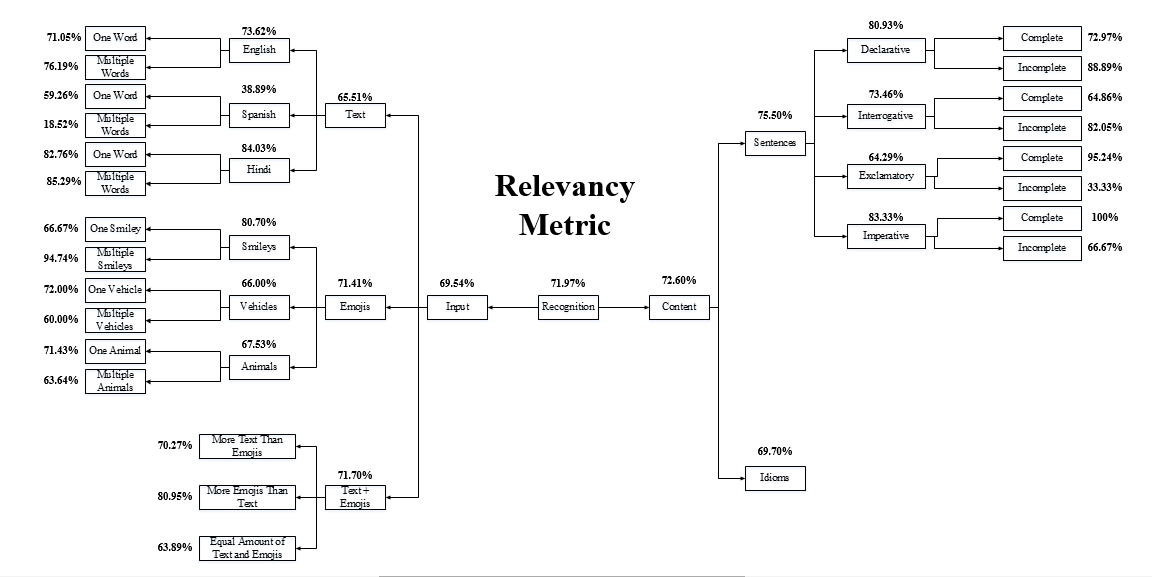 Relevancy
Metric
71.97%
Recognition
69.54%
Input
65.51%
Text
73.62%
English
71.05%
One Word
76.19%
Multiple
Words
38.89%
Spanish
59.26%
One Word
18.52%
Multiple
Words
84.03%
Hindi
82.76%
One Word
85.29%
Multiple
Words
71.41%
Emojis
80.70%
Smileys
66.67%
One Smiley
94.74%
Multiple
Smileys
66.00%
Vehicles
72.00%
One Vehicle
60.00%
Multiple
Vehicles
67.53%
Animals
71.43%
One Animal
63.64%
Multiple
Animals
71.70%
Text +
Emojis
70.27%
More Text Than
Emojis
80.95%
More Emojis Than
Text
63.89%
Equal Amount of
Text and Emojis
72.60%
Content
75.50%
Sentences
80.93%
Declarative
Complete
72.97%
Incomplete
88.89%
73.46%
Interrogative
Complete
64.86%
Incomplete
82.05%
64.29%
Exclamatory
Complete
95.24%
Incomplete
33.33%
83.33%
Imperative
Complete
100%
Incomplete
66.67%
69.70%
Idioms